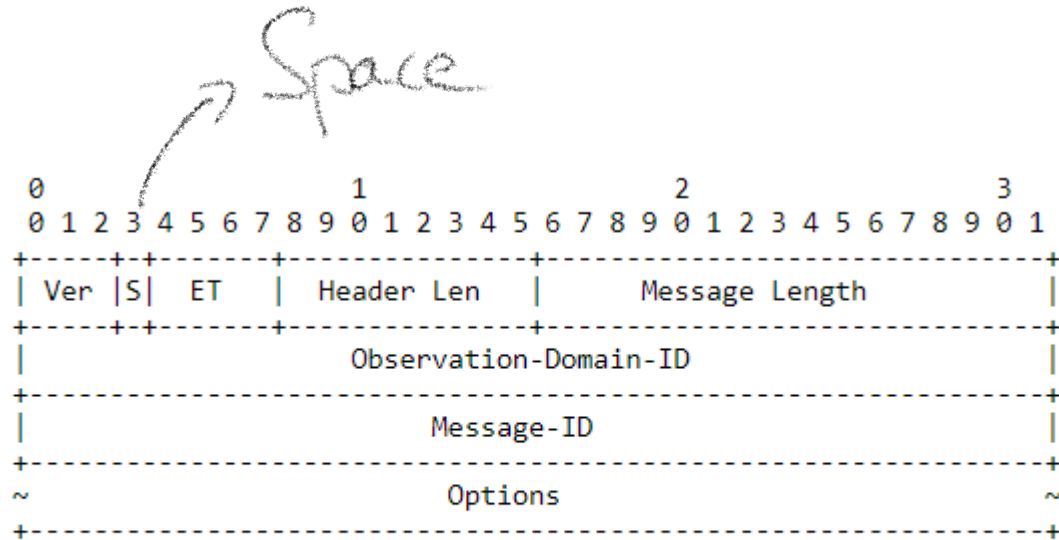 Space
0 1 2 3
0 1 2 3 4 5 6 7 8 9 0 1 2 3 4 5 6 7 8 9 0 1 2 3 4 5 6 7 8 9 0 1
+-----+-+-------+---------------+-------------------------------+
| Ver |S| ET | Header Len | Message Length |
+-----+-+-------+---------------+-------------------------------+
| Observation-Domain-ID |
+---------------------------------------------------------------+
| Message-ID |
+---------------------------------------------------------------+
~ Options ~
+---------------------------------------------------------------+